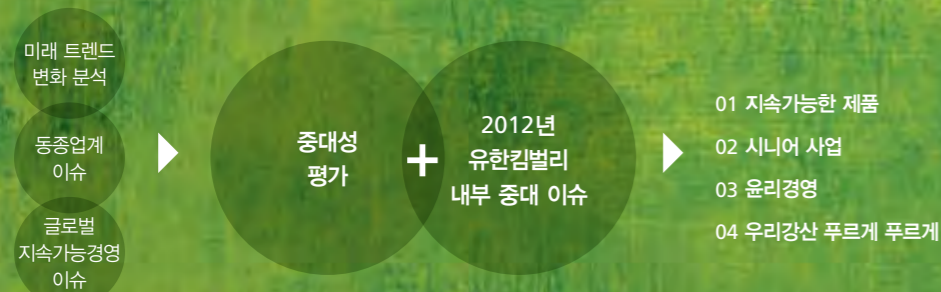 미래 트렌드
변화 분석
동종업계
이슈
글로벌
지속가능경영
이슈
중대성
평가
+
2012년
유한킴벌리
내부 중대 이슈
01 지속가능한 제품
02 시니어 사업
03 윤리경영
04 우리강산 푸르게 푸르게